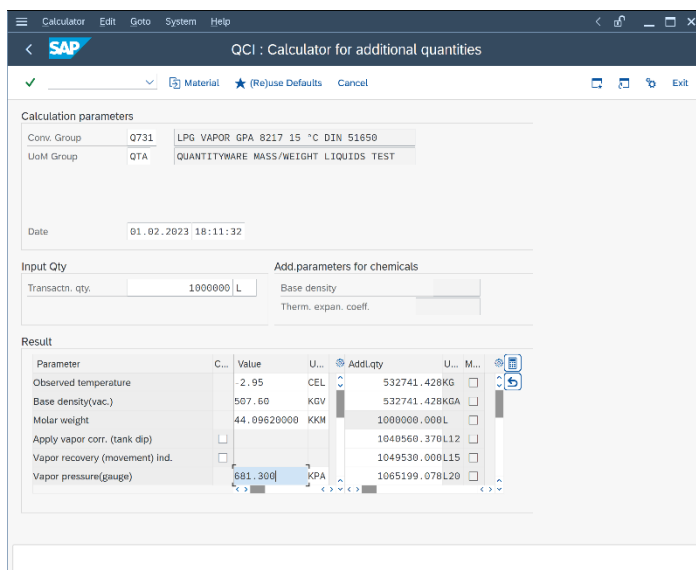 Calculator Edit Goto System Help
SAP QCI : Calculator for additional quantities
Material (Re)use Defaults Cancel Exit
Calculation parameters
Conv. Group Q731 LPG VAPOR GPA 8217 15 °C DIN 51650
UoM Group QTA QUANTITYWARE MASS/WEIGHT LIQUIDS TEST
Date 01.02.2023 18:11:32
Input Qty Add.parameters for chemicals
Transactn. qty. 1000000 L Base density
Therm. expan. coeff.
Result
Parameter C... Value U... Addl.qty U... M...
Observed temperature -2.95 CEL 532741.428 KG
Base density(vac.) 507.60 KGV 532741.428 KGA
Molar weight 44.09620000 KKM 1000000.000 L
Apply vapor corr. (tank dip) 1040560.370 L12
Vapor recovery (movement) ind. 1049530.000 L15
Vapor pressure(gauge) 681.300 KPA 1065199.078 L20